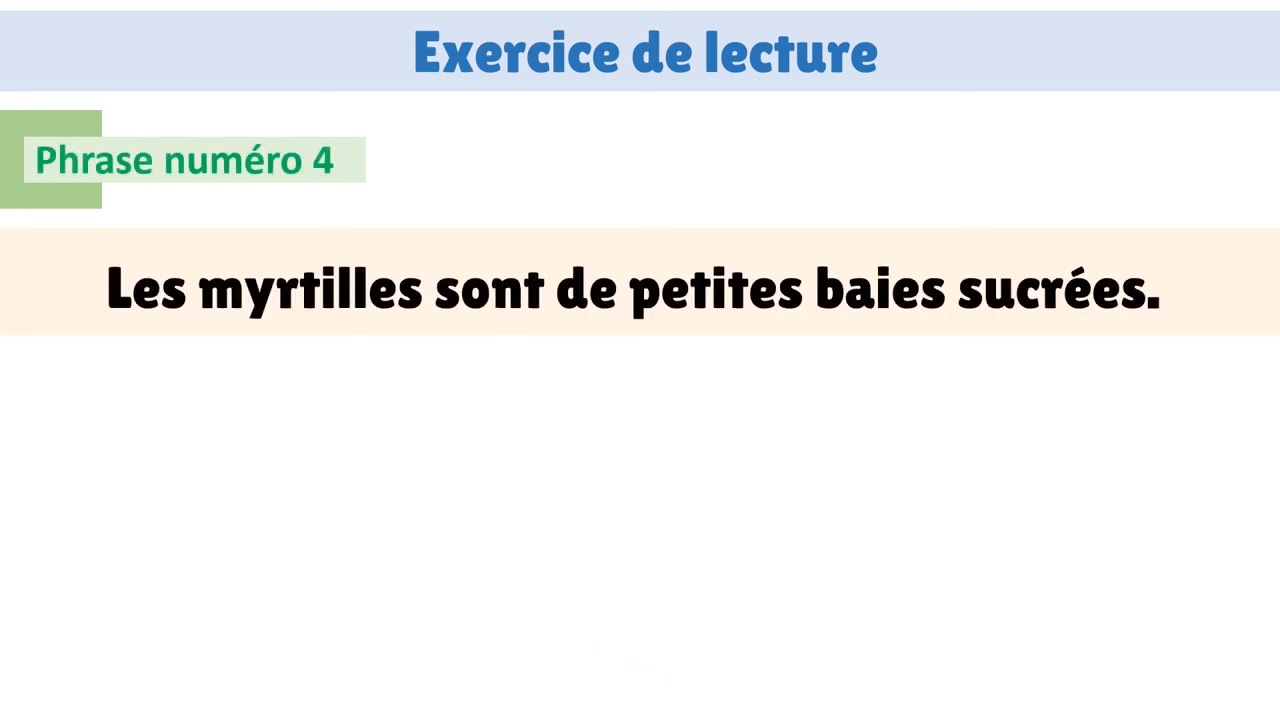 Exercice de lecture
Phrase numéro 4
Les myrtilles sont de petites baies sucrées.